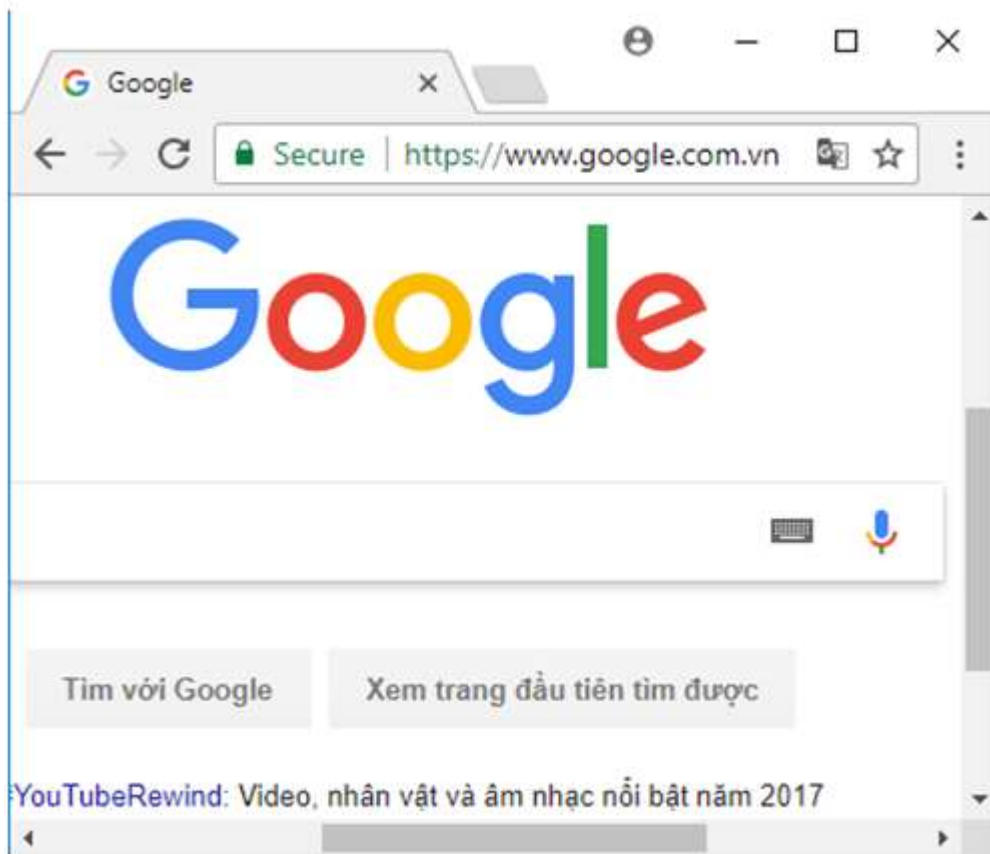 Google
Secure | https://www.google.com.vn
Google
Tìm với Google
Xem trang đầu tiên tìm được
#YouTubeRewind: Video, nhân vật và âm nhạc nổi bật năm 2017